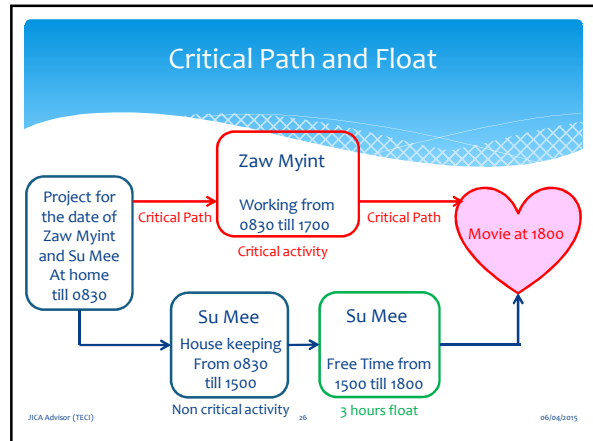 Critical Path and Float
Project for
the date of
Zaw Myint
and Su Mee
At home
till 0830
Critical Path
Zaw Myint
Working from
0830 till 1700
Critical activity
Critical Path
Movie at 1800
Su Mee
House keeping
From 0830
till 1500
Non critical activity
Su Mee
Free Time from
1500 till 1800
3 hours float
JICA Advisor (TECI)
26
06/04/2015